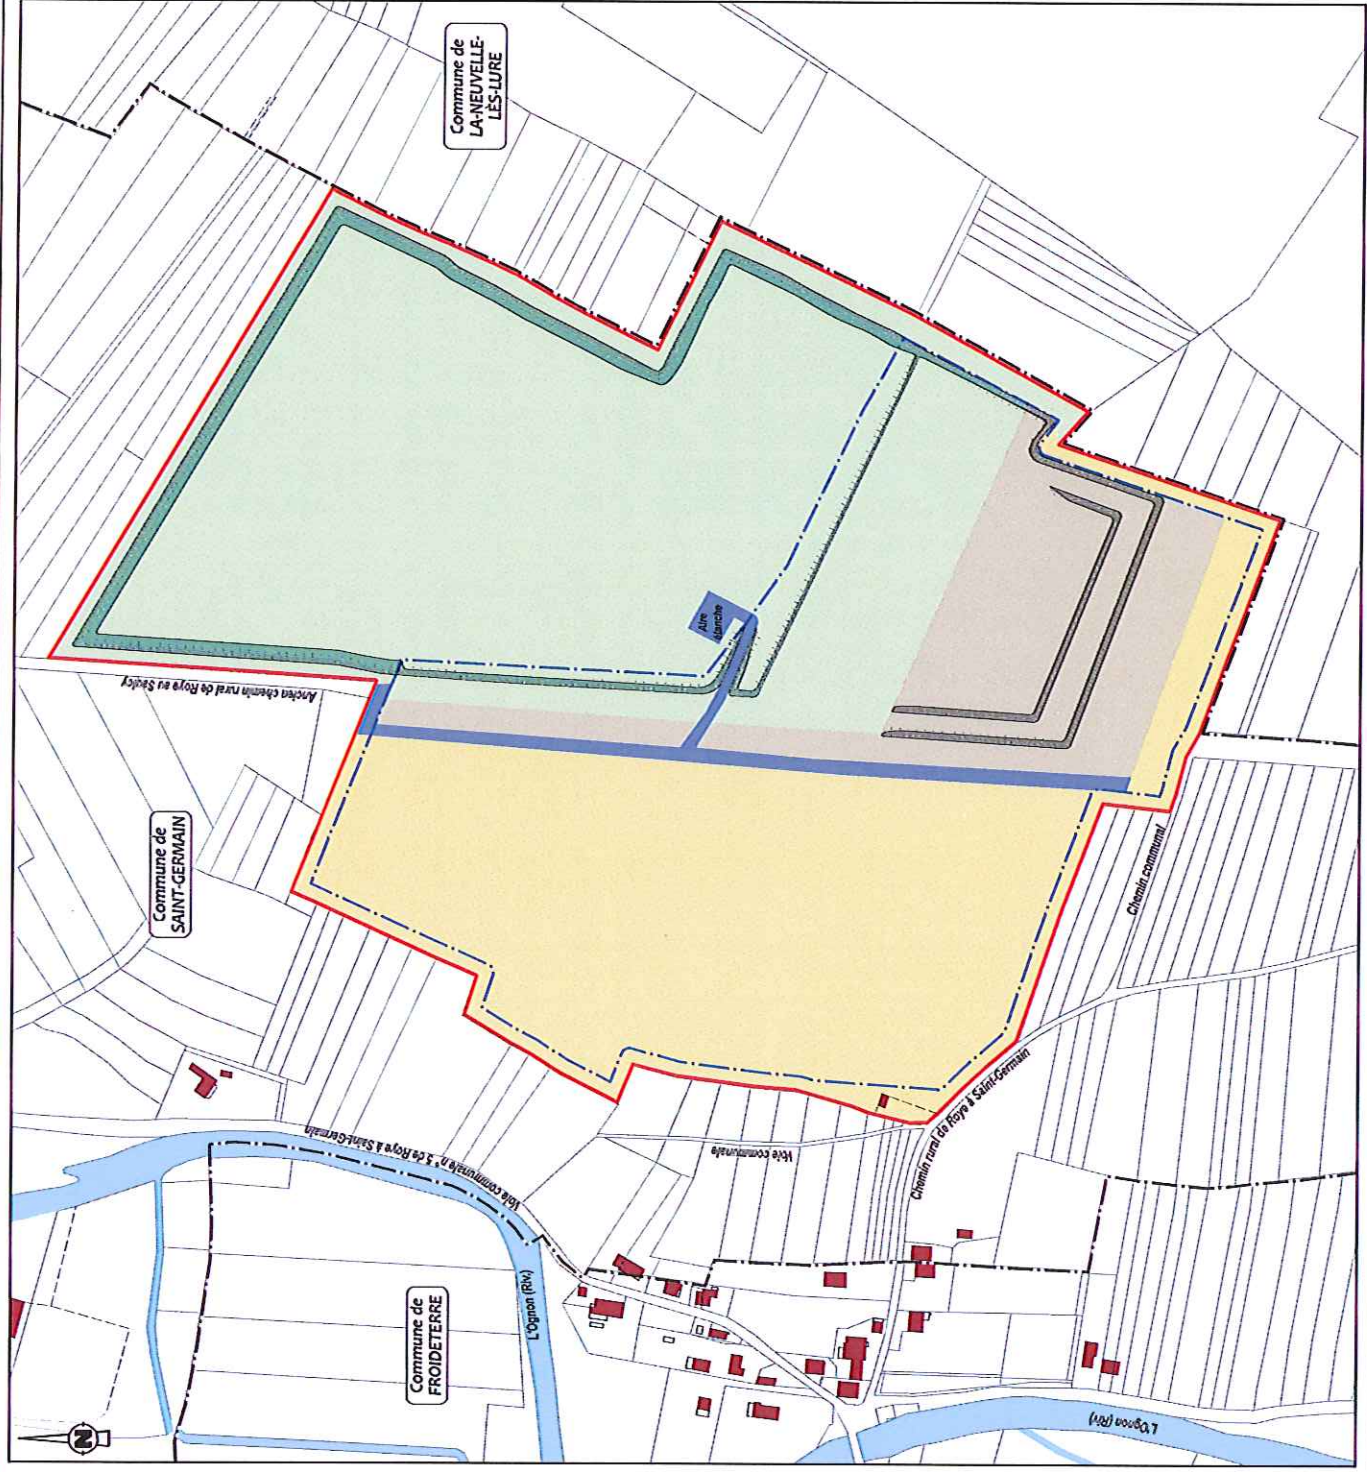 Commune de
LA-NEUVELLE-
LÈS-LURE
Ancien chemin rural de Roye au Saulcy
Aire
étanche
Commune de
SAINT-GERMAIN
Chemin communal
Voie communale n° 5 de Roye à Saint-Germain
Voie communale
Chemin rural de Roye à Saint-Germain
L'Ognon (Riv.)
Commune de
FROIDETERRE
L'Ognon (Riv)
N